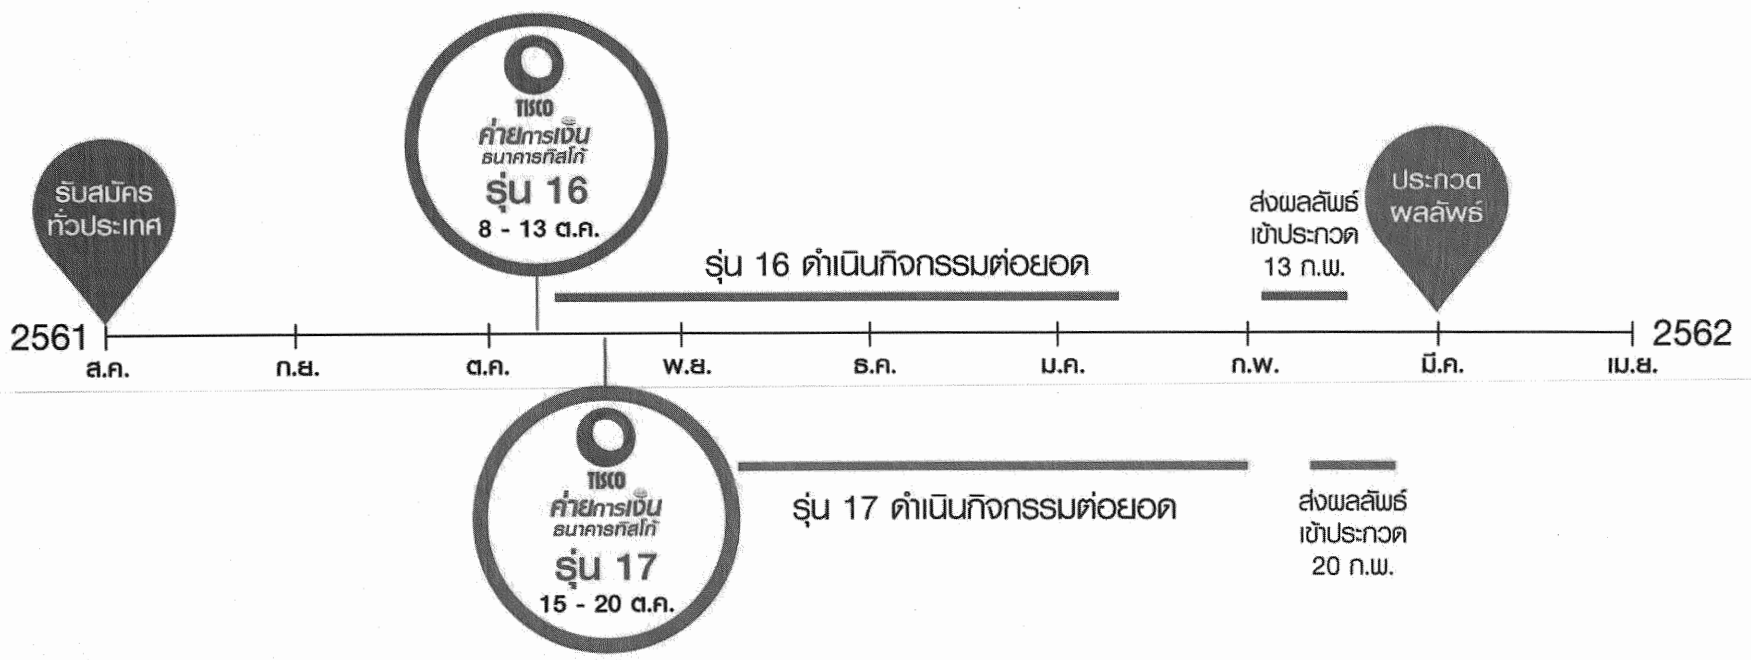 TISCO
ค่ายการเงิน
ธนาคารทิสโก้
รุ่น 16
8 - 13 ต.ค.
รับสมัคร
ทั่วประเทศ
รุ่น 16 ดำเนินกิจกรรมต่อยอด
ส่งผลลัพธ์
เข้าประกวด
13 ก.พ.
ประกวด
ผลลัพธ์
2561
ส.ค.
ก.ย.
ต.ค.
พ.ย.
ธ.ค.
ม.ค.
ก.พ.
มี.ค.
เม.ย.
2562
TISCO
ค่ายการเงิน
ธนาคารทิสโก้
รุ่น 17
15 - 20 ต.ค.
รุ่น 17 ดำเนินกิจกรรมต่อยอด
ส่งผลลัพธ์
เข้าประกวด
20 ก.พ.